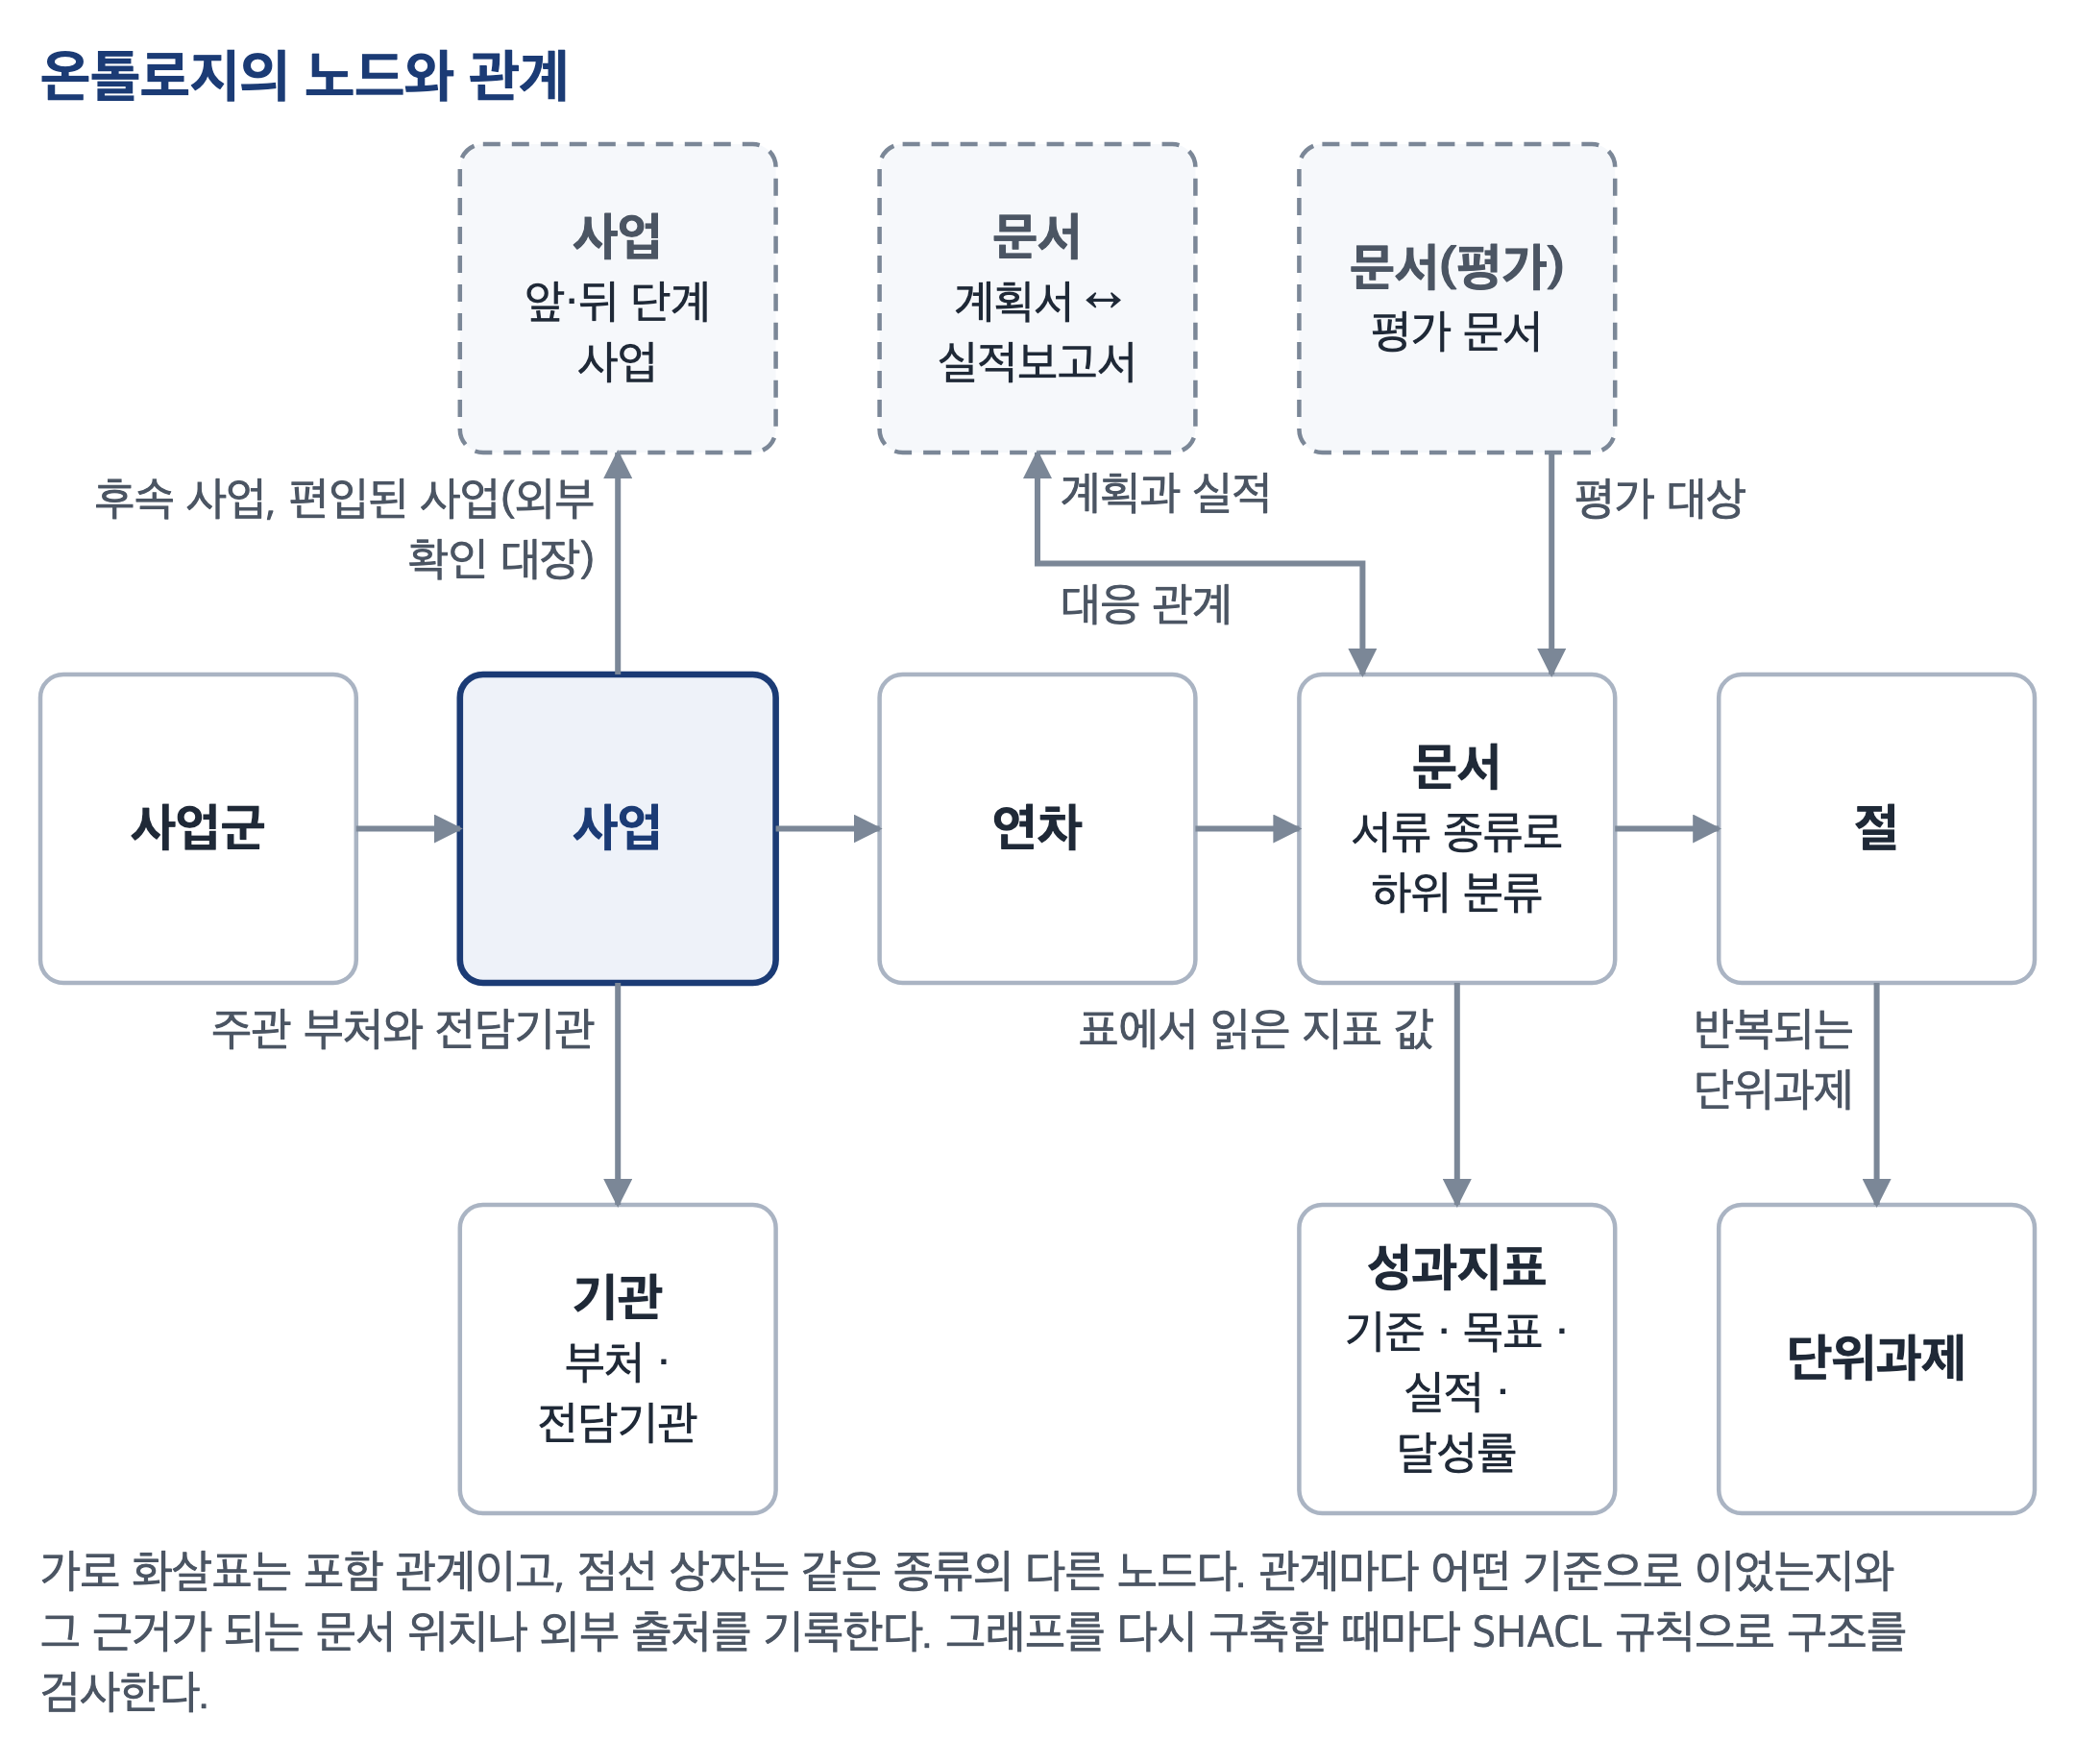 온톨로지의 노드와 관계
사업
앞·뒤 단계
사업
문서
계획서 ↔
실적보고서
문서(평가)
평가 문서
후속 사업, 편입된 사업(외부
확인 대장)
계획과 실적
대응 관계
평가 대상
사업군
사업
연차
문서
서류 종류로
하위 분류
절
주관 부처와 전담기관
표에서 읽은 지표 값
반복되는
단위과제
기관
부처 ·
전담기관
성과지표
기준 · 목표 ·
실적 ·
달성률
단위과제
가로 화살표는 포함 관계이고, 점선 상자는 같은 종류의 다른 노드다. 관계마다 어떤 기준으로 이었는지와
그 근거가 되는 문서 위치나 외부 출처를 기록한다. 그래프를 다시 구축할 때마다 SHACL 규칙으로 구조를
검사한다.